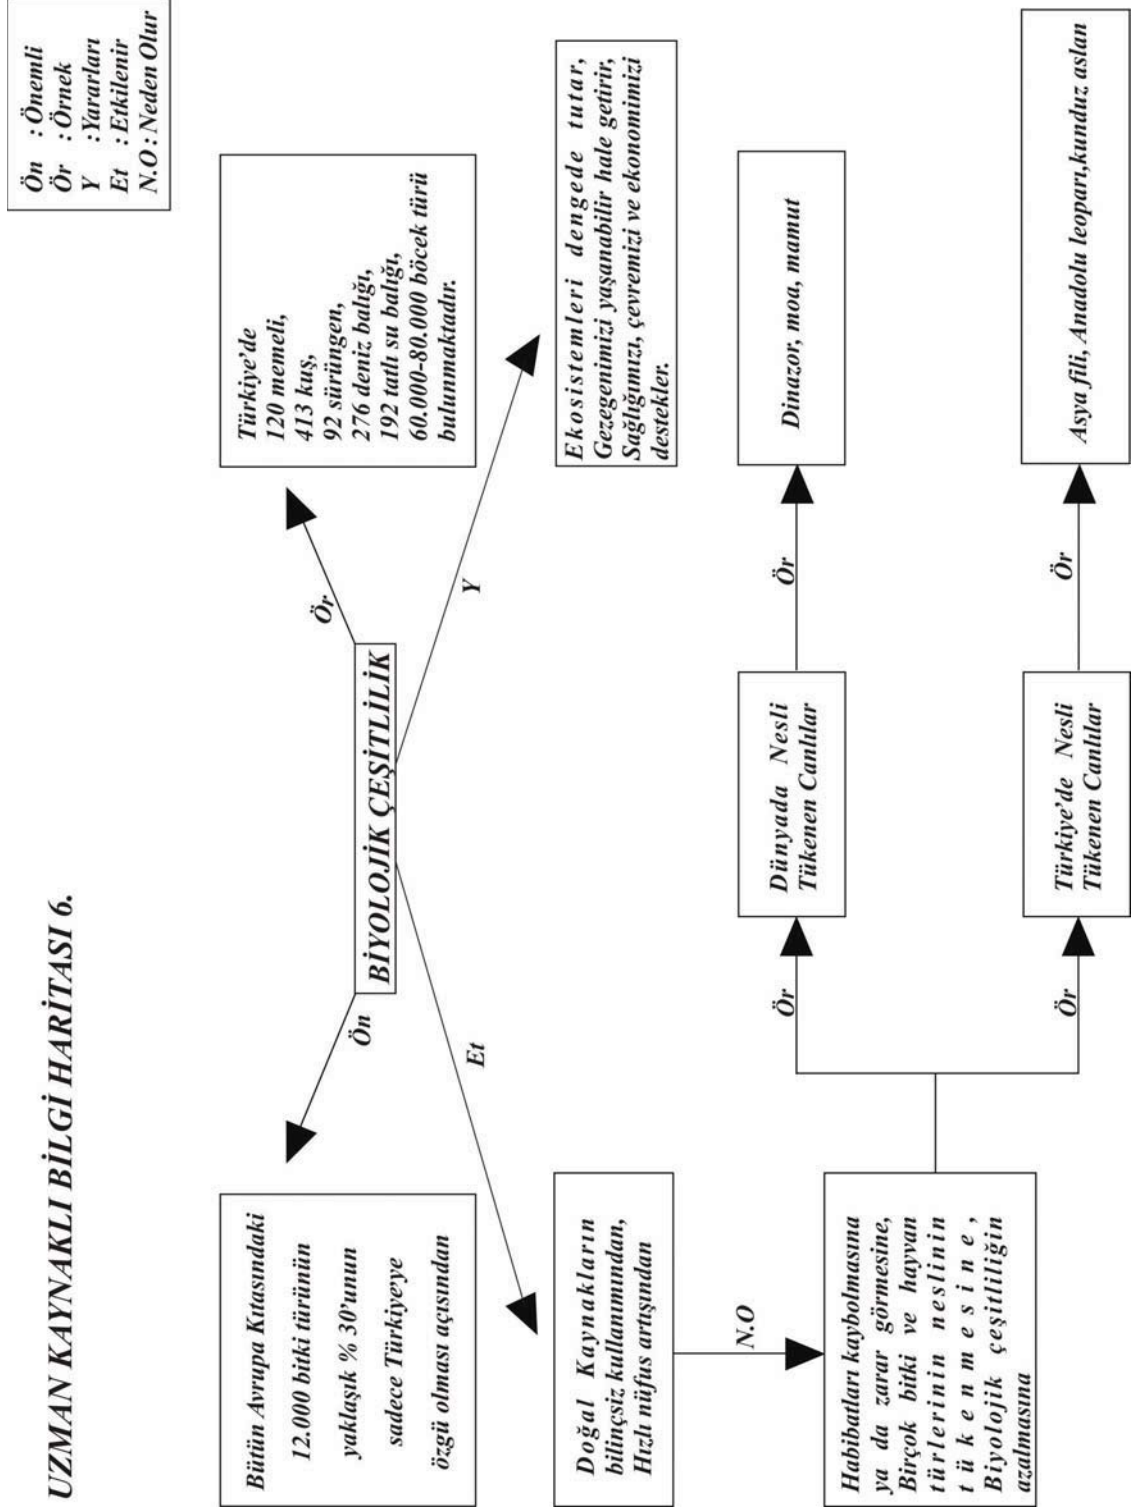 UZMAN KAYNAKLI BİLGİ HARİTASI 6.
Ön : Önemli
Ör : Örnek
Y : Yararları
Et : Etkilenir
N.O : Neden Olur
Bütün Avrupa Kıtasındaki
12.000 bitki türünün
yaklaşık % 30'unun
sadece Türkiyeye
özgü olması açısından
Ön
BİYOLOJİK ÇEŞİTLİLİK
Ör
Türkiye'de
120 memeli,
413 kuş,
92 sürüngen,
276 deniz balığı,
192 tatlı su balığı,
60.000-80.000 böcek türü
bulunmaktadır.
Et
Y
Doğal Kaynakların
bilinçsiz kullanımından,
Hızlı nüfus artışından
Ekosistemleri dengede tutar,
Gezegenimizi yaşanabilir hale getirir,
Sağlığımızı, çevremizi ve ekonomimizi
destekler.
N.O
Habibatları kaybolmasına
ya da zarar görmesine,
Birçok bitki ve hayvan
türlerinin neslinin
tükenmesine,
Biyolojik çeşitliliğin
azalmasına
Ör
Dünyada Nesli
Tükenen Canlılar
Ör
Dinazor, moa, mamut
Ör
Türkiye'de Nesli
Tükenen Canlılar
Ör
Asya fili, Anadolu leoparı,kunduz aslan